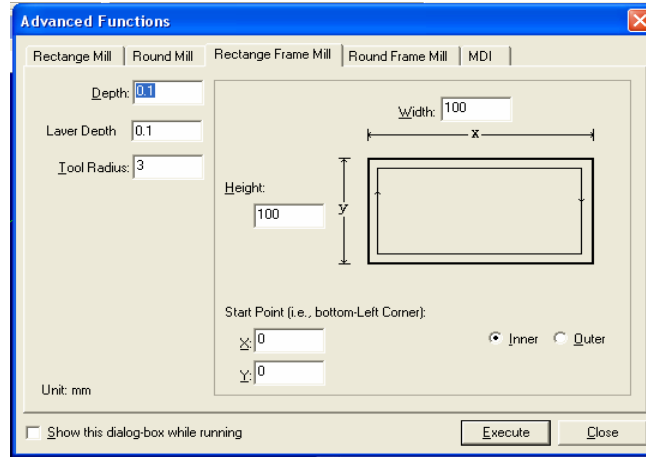 Advanced Functions
Rectange Mill
Round Mill
Rectange Frame Mill
Round Frame Mill
MDI
Depth: 0.1
Layer Depth 0.1
Tool Radius: 3
Width: 100
x
Height:
100
y
Start Point (i.e., bottom-Left Corner):
X: 0
Inner
Outer
Y: 0
Unit: mm
Show this dialog-box while running
Execute
Close